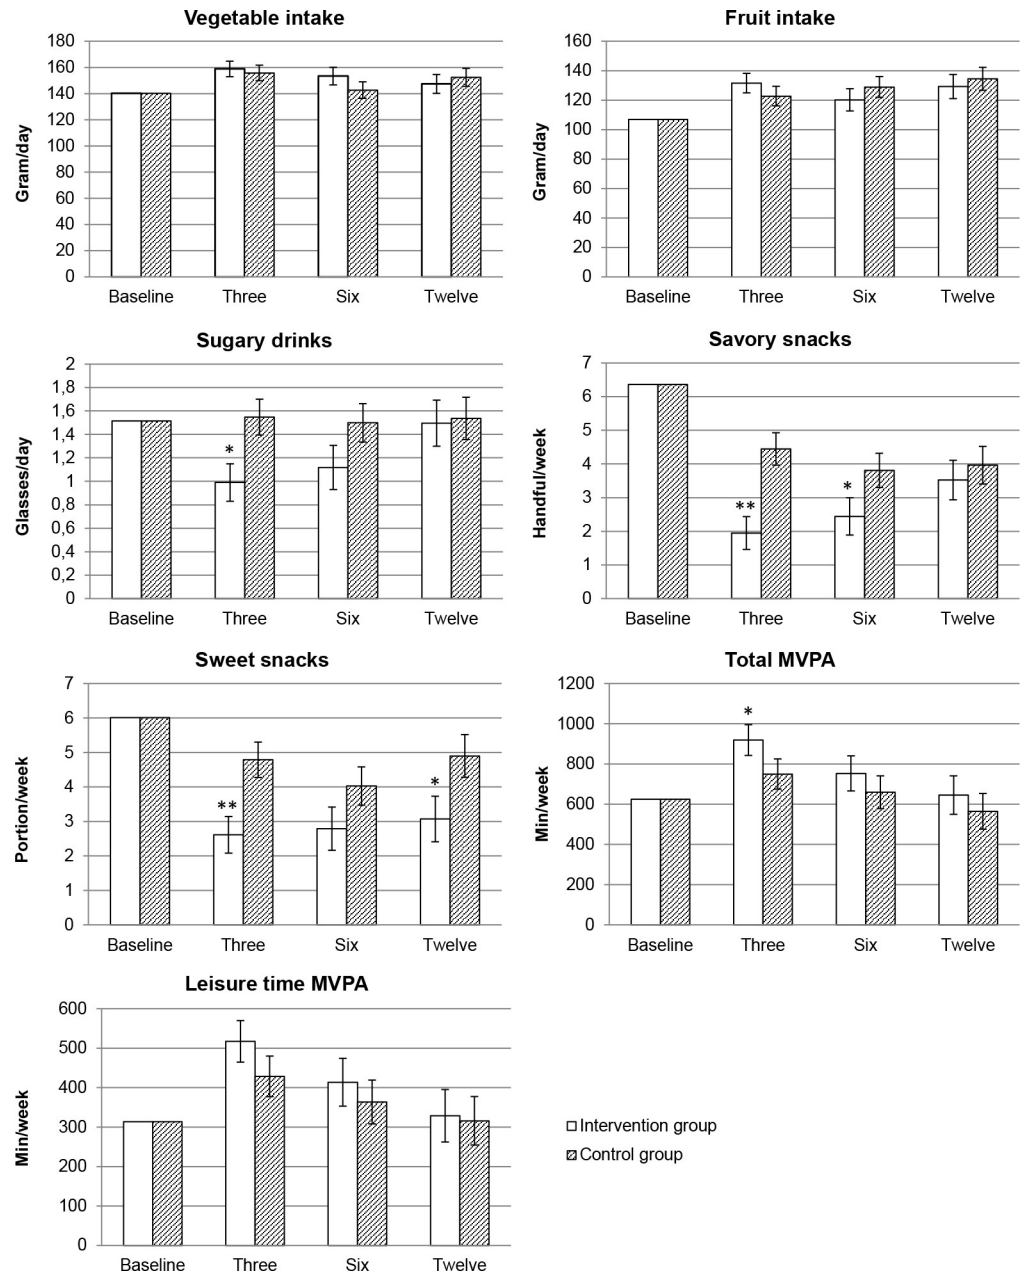 Vegetable intake
Gram/day
180
160
140
120
100
80
60
40
20
0
Baseline Three Six Twelve
Fruit intake
Gram/day
160
140
120
100
80
60
40
20
0
Baseline Three Six Twelve
Sugary drinks
Glasses/day
2
1,8
1,6
1,4
1,2
1
0,8
0,6
0,4
0,2
0
*
Baseline Three Six Twelve
Savory snacks
Handful/week
7
6
5
4
3
2
1
0
** *
Baseline Three Six Twelve
Sweet snacks
Portion/week
7
6
5
4
3
2
1
0
** *
Baseline Three Six Twelve
Total MVPA
Min/week
1200
1000
800
600
400
200
0
*
Baseline Three Six Twelve
Leisure time MVPA
Min/week
600
500
400
300
200
100
0
Baseline Three Six Twelve
Intervention group
Control group